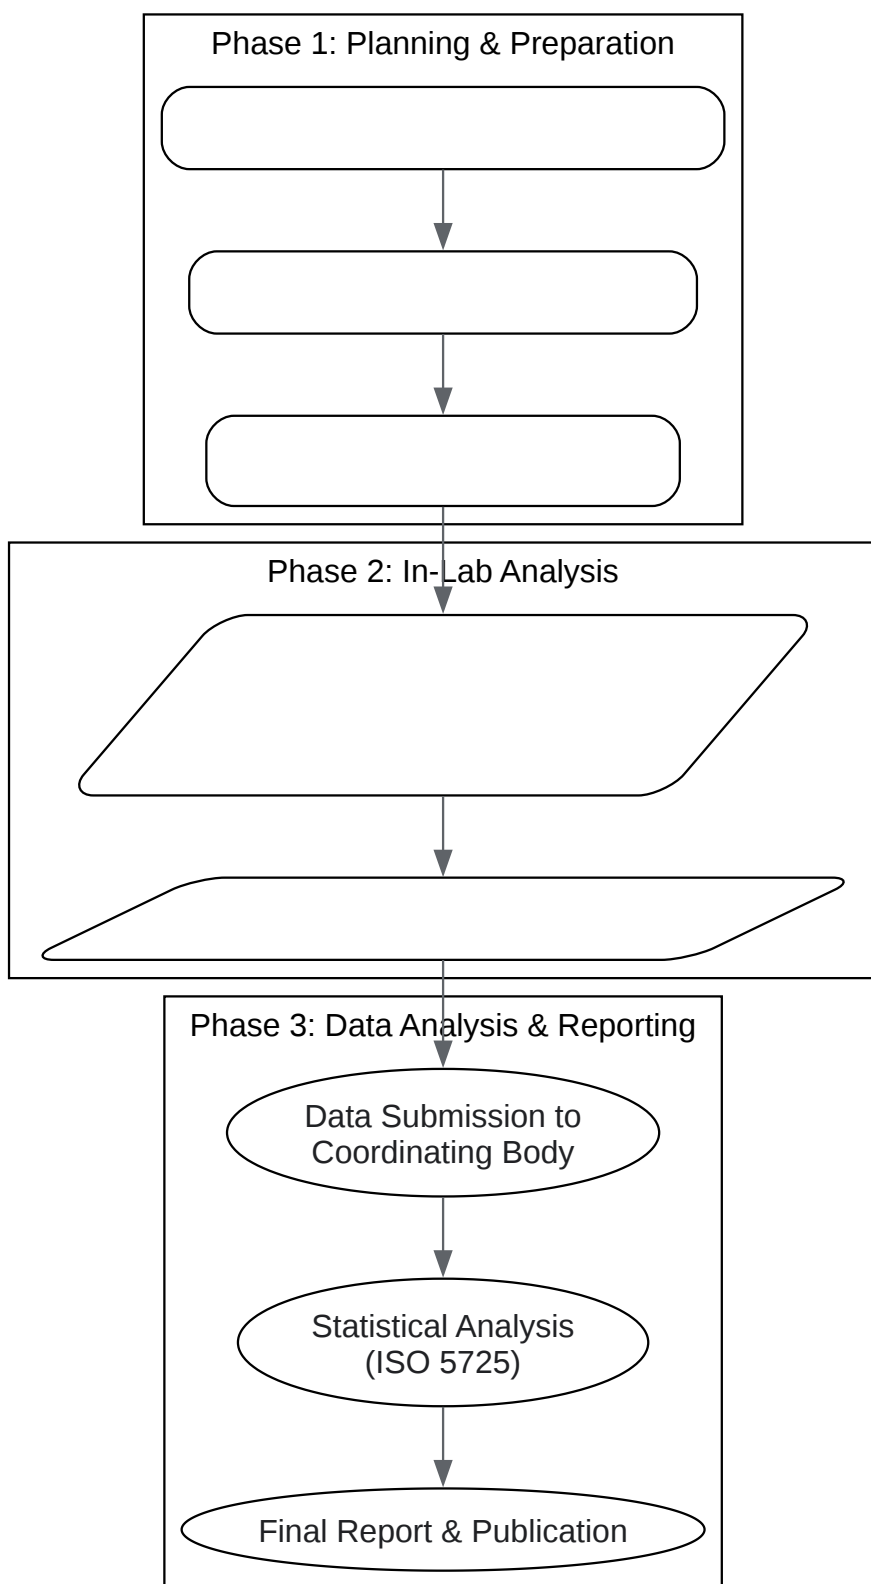 Phase 1: Planning & Preparation
Phase 2: In-Lab Analysis
Phase 3: Data Analysis & Reporting
Data Submission to
Coordinating Body
Statistical Analysis
(ISO 5725)
Final Report & Publication